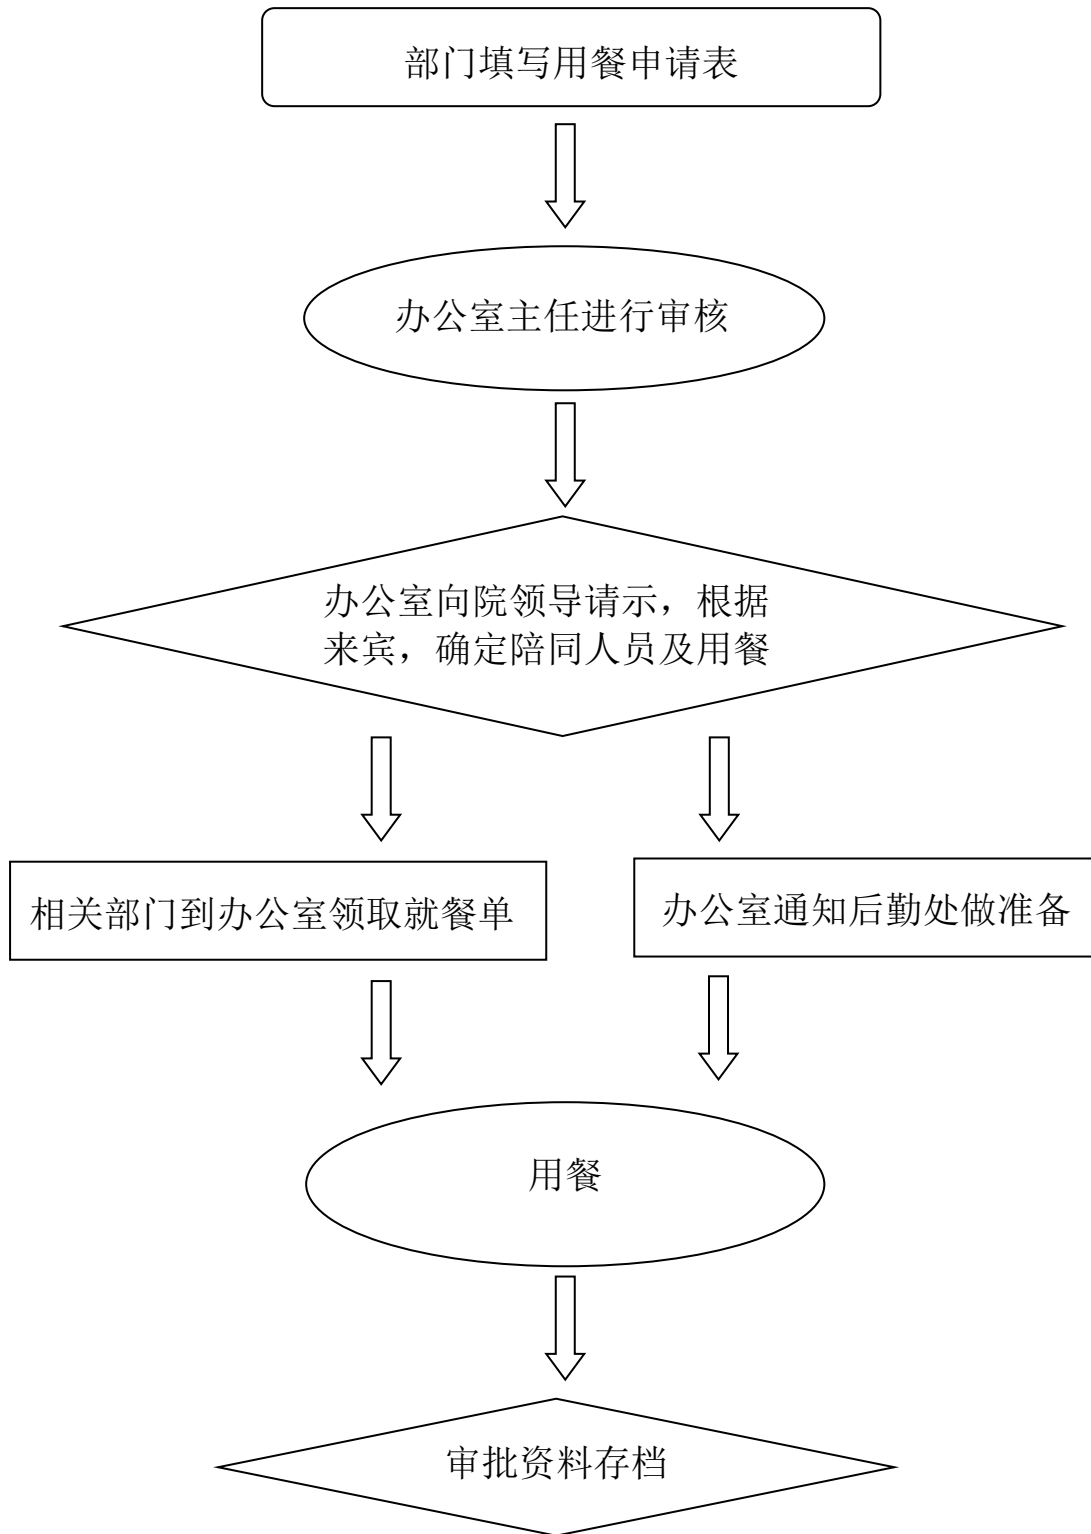 部门填写用餐申请表
办公室主任进行审核
办公室向院领导请示，根据
来宾，确定陪同人员及用餐
相关部门到办公室领取就餐单
办公室通知后勤处做准备
用餐
审批资料存档